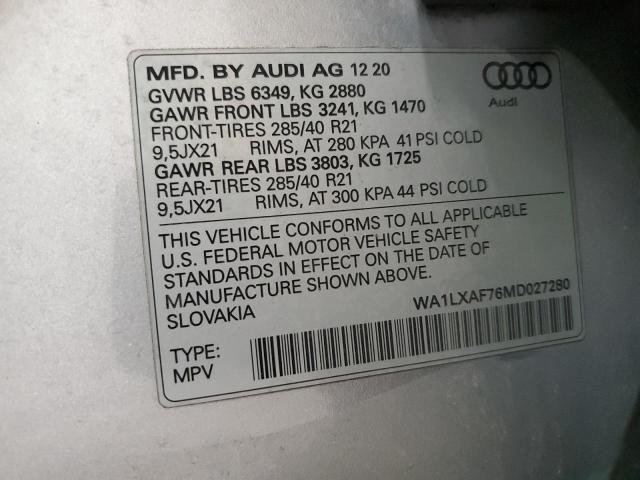 MFD. BY AUDI AG 12 20
GVWR LBS 6349, KG 2880
GAWR FRONT LBS 3241, KG 1470
FRONT-TIRES 285/40 R21
9,5JX21 RIMS, AT 280 KPA 41 PSI COLD
GAWR REAR LBS 3803, KG 1725
REAR-TIRES 285/40 R21
9,5JX21 RIMS, AT 300 KPA 44 PSI COLD
Audi
THIS VEHICLE CONFORMS TO ALL APPLICABLE
U.S. FEDERAL MOTOR VEHICLE SAFETY
STANDARDS IN EFFECT ON THE DATE OF
MANUFACTURE SHOWN ABOVE.
SLOVAKIA
WA1LXAF76MD027280
TYPE:
MPV